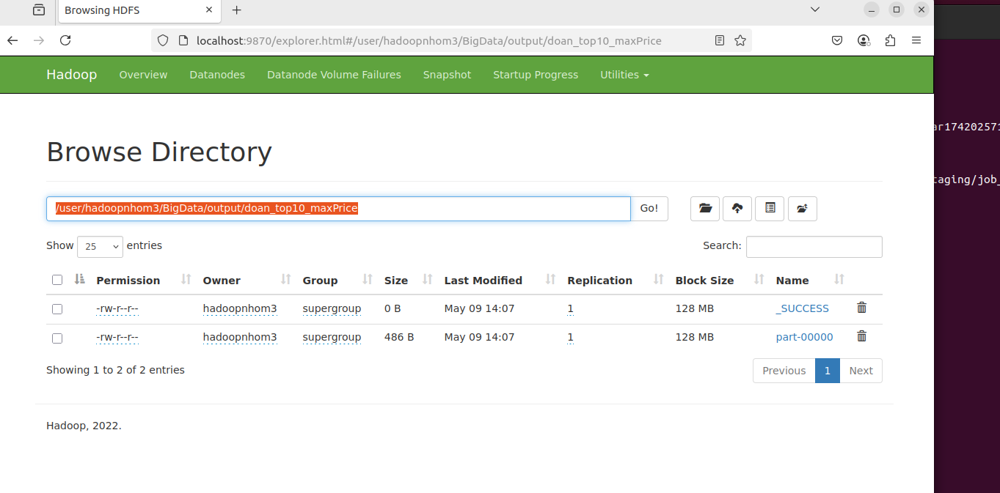 Browsing HDFS
localhost:9870/explorer.html#/user/hadoopnhom3/BigData/output/doan_top10_maxPrice
Hadoop Overview Datanodes Datanode Volume Failures Snapshot Startup Progress Utilities
Browse Directory
/user/hadoopnhom3/BigData/output/doan_top10_maxPrice Go!
Show 25 entries Search:
Permission Owner Group Size Last Modified Replication Block Size Name
-rw-r--r-- hadoopnhom3 supergroup 0 B May 09 14:07 1 128 MB _SUCCESS
-rw-r--r-- hadoopnhom3 supergroup 486 B May 09 14:07 1 128 MB part-00000
Showing 1 to 2 of 2 entries Previous 1 Next
Hadoop, 2022.
ar174202571
taging/job_